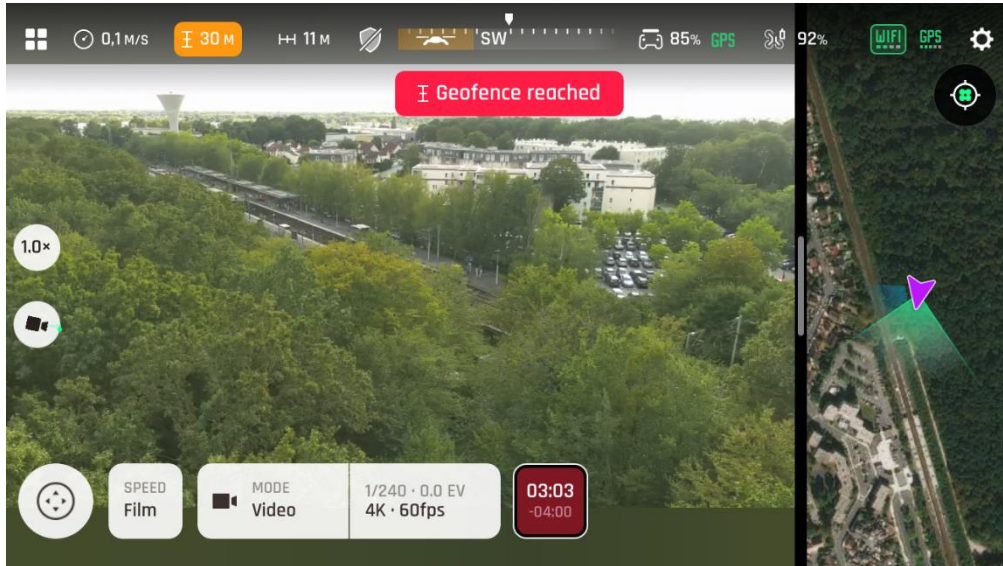 0,1 M/S
30 M
11 M
SW
85% GPS
92%
WIFI
GPS
Geofence reached
1.0×
SPEED
Film
MODE
Video
1/240 · 0.0 EV
4K · 60fps
03:03
-04:00